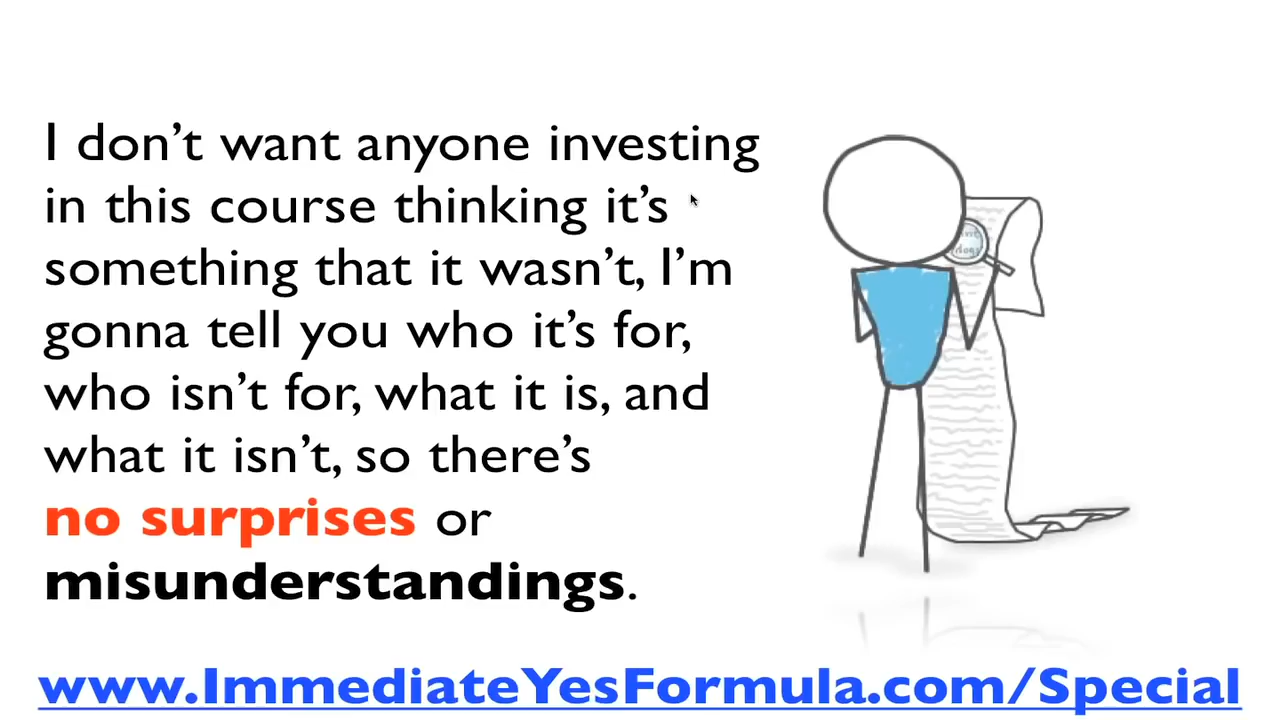 I don’t want anyone investing
in this course thinking it’s
something that it wasn’t, I’m
gonna tell you who it’s for,
who isn’t for, what it is, and
what it isn’t, so there’s
no surprises or
misunderstandings.
www.ImmediateYesFormula.com/Special